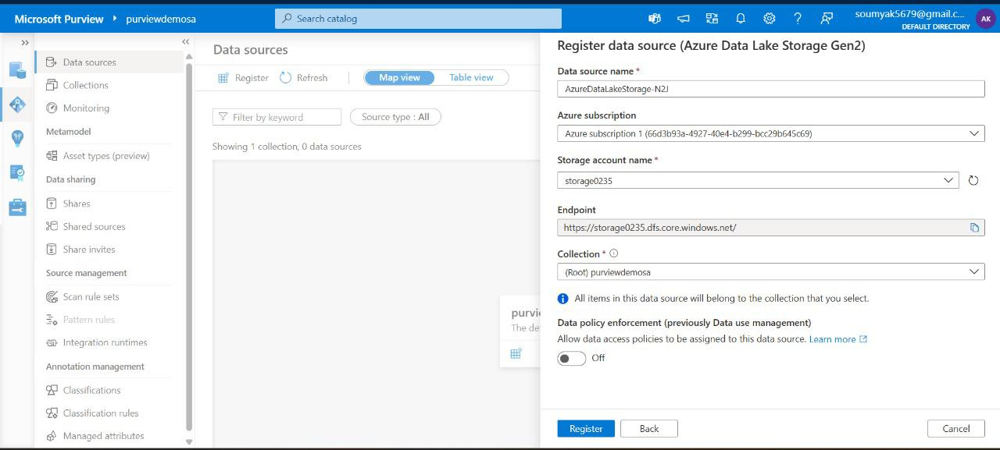 Microsoft Purview purviewdemosa
Search catalog
soumyak5679@gmail.c...
DEFAULT DIRECTORY
AK
Data sources
Collections
Monitoring
Metamodel
Asset types (preview)
Data sharing
Shares
Shared sources
Share invites
Source management
Scan rule sets
Pattern rules
Integration runtimes
Annotation management
Classifications
Classification rules
Managed attributes
Data sources
Register Refresh Map view Table view
Filter by keyword Source type : All
Showing 1 collection, 0 data sources
purvi
The de
Register data source (Azure Data Lake Storage Gen2)
Data source name *
AzureDataLakeStorage-N2J
Azure subscription
Azure subscription 1 (66d3b93a-4927-40e4-b299-bcc29b645c69)
Storage account name *
storage0235
Endpoint
https://storage0235.dfs.core.windows.net/
Collection *
(Root) purviewdemosa
All items in this data source will belong to the collection that you select.
Data policy enforcement (previously Data use management)
Allow data access policies to be assigned to this data source. Learn more
Off
Register Back Cancel